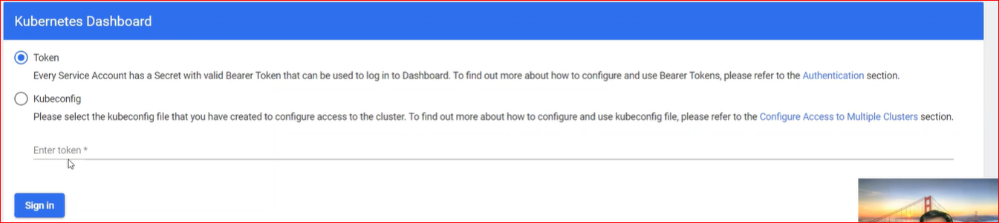 Kubernetes Dashboard
Token
Every Service Account has a Secret with valid Bearer Token that can be used to log in to Dashboard. To find out more about how to configure and use Bearer Tokens, please refer to the Authentication section.
Kubeconfig
Please select the kubeconfig file that you have created to configure access to the cluster. To find out more about how to configure and use kubeconfig file, please refer to the Configure Access to Multiple Clusters section.
Enter token *
Sign in